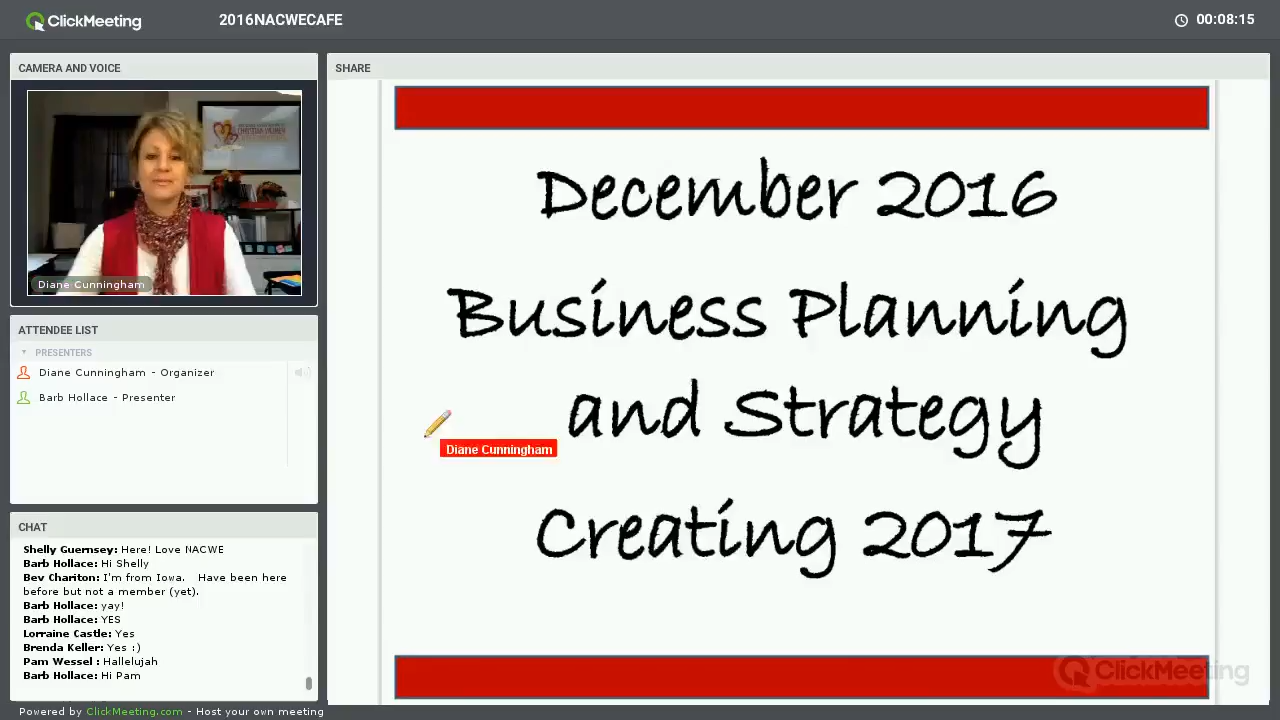 ClickMeeting
2016NACWECAFE
00:08:15
CAMERA AND VOICE
CHRISTIAN WOMEN
Diane Cunningham
ATTENDEE LIST
PRESENTERS
Diane Cunningham - Organizer
Barb Hollace - Presenter
CHAT
Shelly Guernsey: Here! Love NACWE
Barb Hollace: Hi Shelly
Bev Chariton: I'm from Iowa. Have been here
before but not a member (yet).
Barb Hollace: yay!
Barb Hollace: YES
Lorraine Castle: Yes
Brenda Keller: Yes :)
Pam Wessel : Hallelujah
Barb Hollace: Hi Pam
Powered by ClickMeeting.com - Host your own meeting
SHARE
December 2016
Business Planning
and Strategy
Diane Cunningham
Creating 2017
ClickMeeting